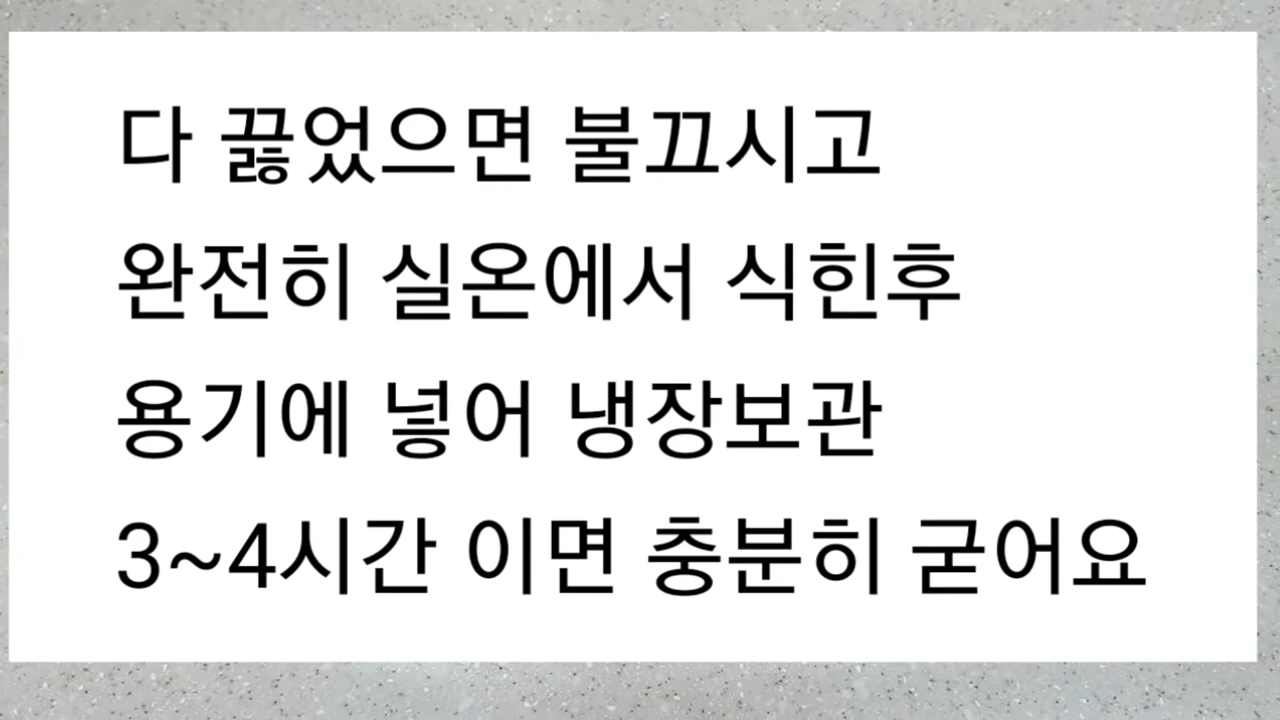 다 끓었으면 불끄시고
완전히 실온에서 식힌후
용기에 넣어 냉장보관
3~4시간 이면 충분히 굳어요